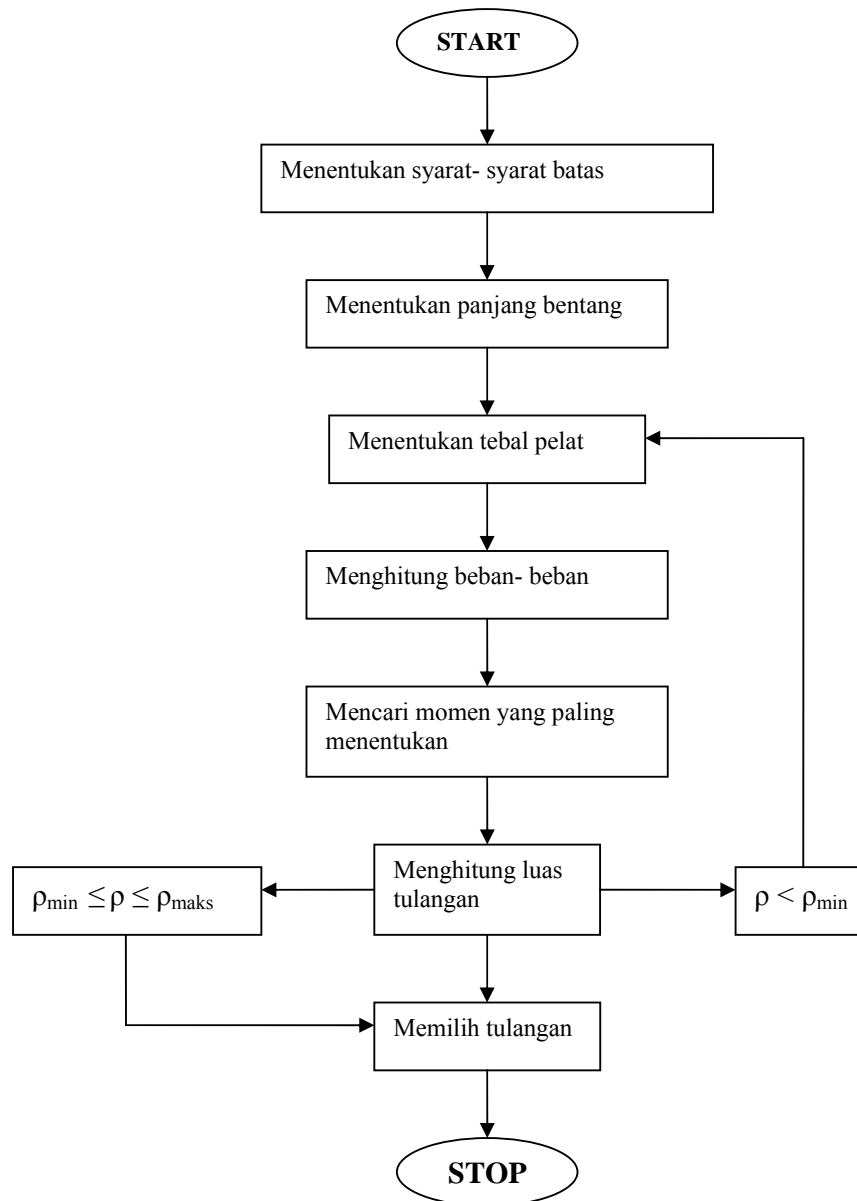 START
Menentukan syarat- syarat batas
Menentukan panjang bentang
Menentukan tebal pelat
Menghitung beban- beban
Mencari momen yang paling
menentukan
Menghitung luas
tulangan
ρmin ≤ ρ ≤ ρmaks
ρ < ρmin
Memilih tulangan
STOP